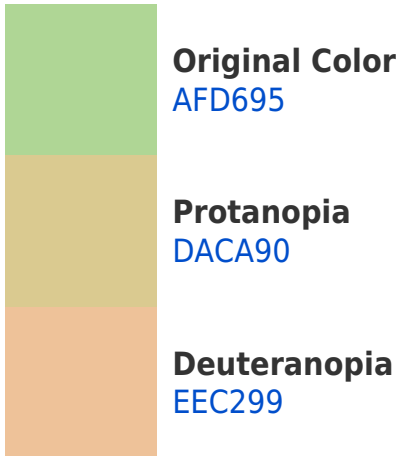 Original Color
AFD695
Protanopia
DACA90
Deuteranopia
EEC299